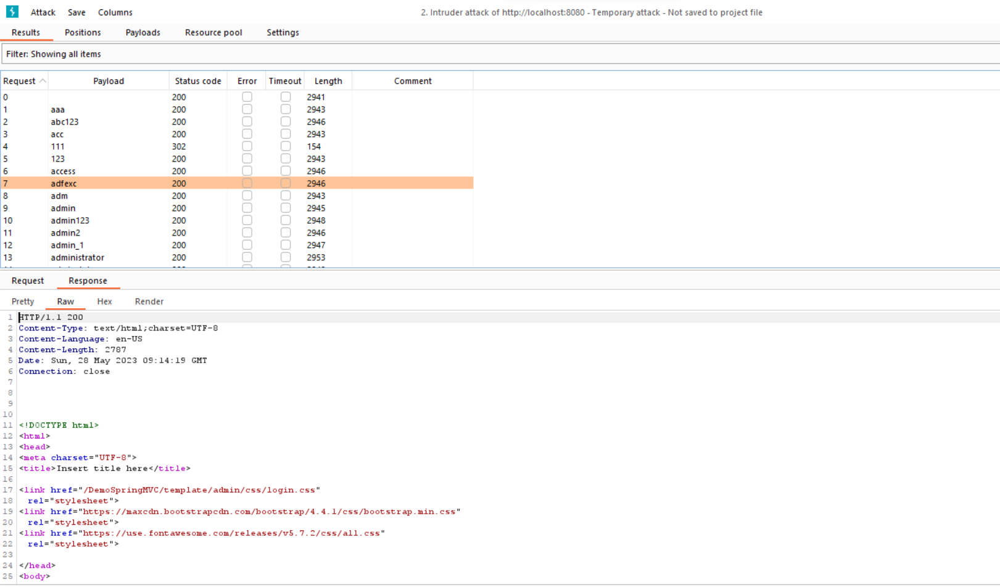 Attack Save Columns 2. Intruder attack of http://localhost:8080 - Temporary attack - Not saved to project file
Results Positions Payloads Resource pool Settings
Filter: Showing all items
Request Payload Status code Error Timeout Length Comment
0 200 2941
1 aaa 200 2943
2 abc123 200 2946
3 acc 200 2943
4 111 302 154
5 123 200 2943
6 access 200 2946
7 adfexc 200 2946
8 adm 200 2943
9 admin 200 2945
10 admin123 200 2948
11 admin2 200 2946
12 admin_1 200 2947
13 administrator 200 2953
Request Response
Pretty Raw Hex Render
1 HTTP/1.1 200
2 Content-Type: text/html;charset=UTF-8
3 Content-Language: en-US
4 Content-Length: 2787
5 Date: Sun, 28 May 2023 09:14:19 GMT
6 Connection: close
7
8
9
10
11 <!DOCTYPE html>
12 <html>
13 <head>
14 <meta charset="UTF-8">
15 <title>Insert title here</title>
16
17 <link href="/DemoSpringMVC/template/admin/css/login.css"
18 rel="stylesheet">
19 <link href="https://maxcdn.bootstrapcdn.com/bootstrap/4.4.1/css/bootstrap.min.css"
20 rel="stylesheet">
21 <link href="https://use.fontawesome.com/releases/v5.7.2/css/all.css"
22 rel="stylesheet">
23
24 </head>
25 <body>